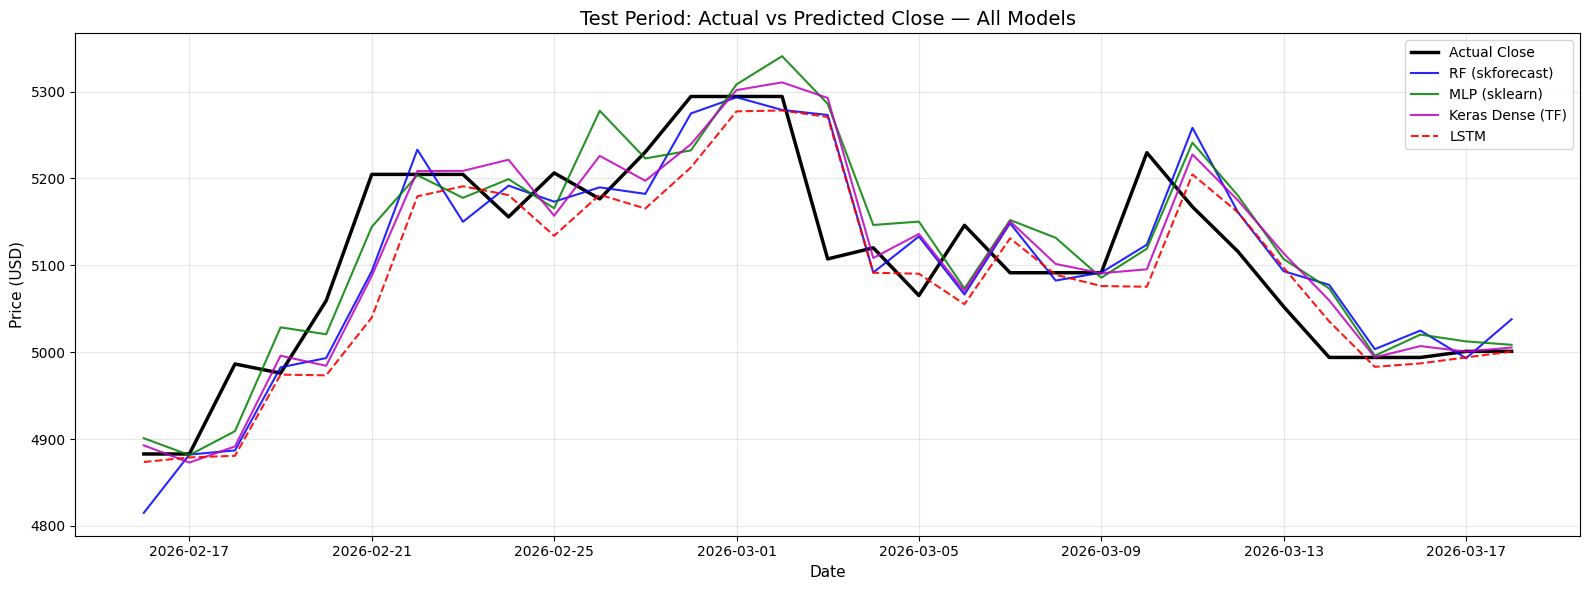 Test Period: Actual vs Predicted Close — All Models
Actual Close
RF (skforecast)
MLP (sklearn)
Keras Dense (TF)
LSTM
Price (USD)
5300
5200
5100
5000
4900
4800
2026-02-17
2026-02-21
2026-02-25
2026-03-01
2026-03-05
2026-03-09
2026-03-13
2026-03-17
Date